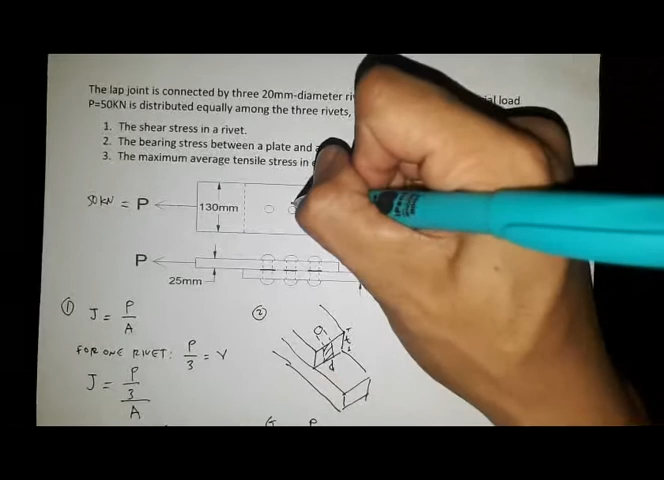 The lap joint is connected by three 20mm-diameter ri al load
P=50KN is distributed equally among the three rivets,
1. The shear stress in a rivet.
2. The bearing stress between a plate and a
3. The maximum average tensile stress in
50 KN = P
130mm
P
25mm
① J = P
A
② 
FOR ONE RIVET: P
3 = V
t
d
J = P
3
A
P